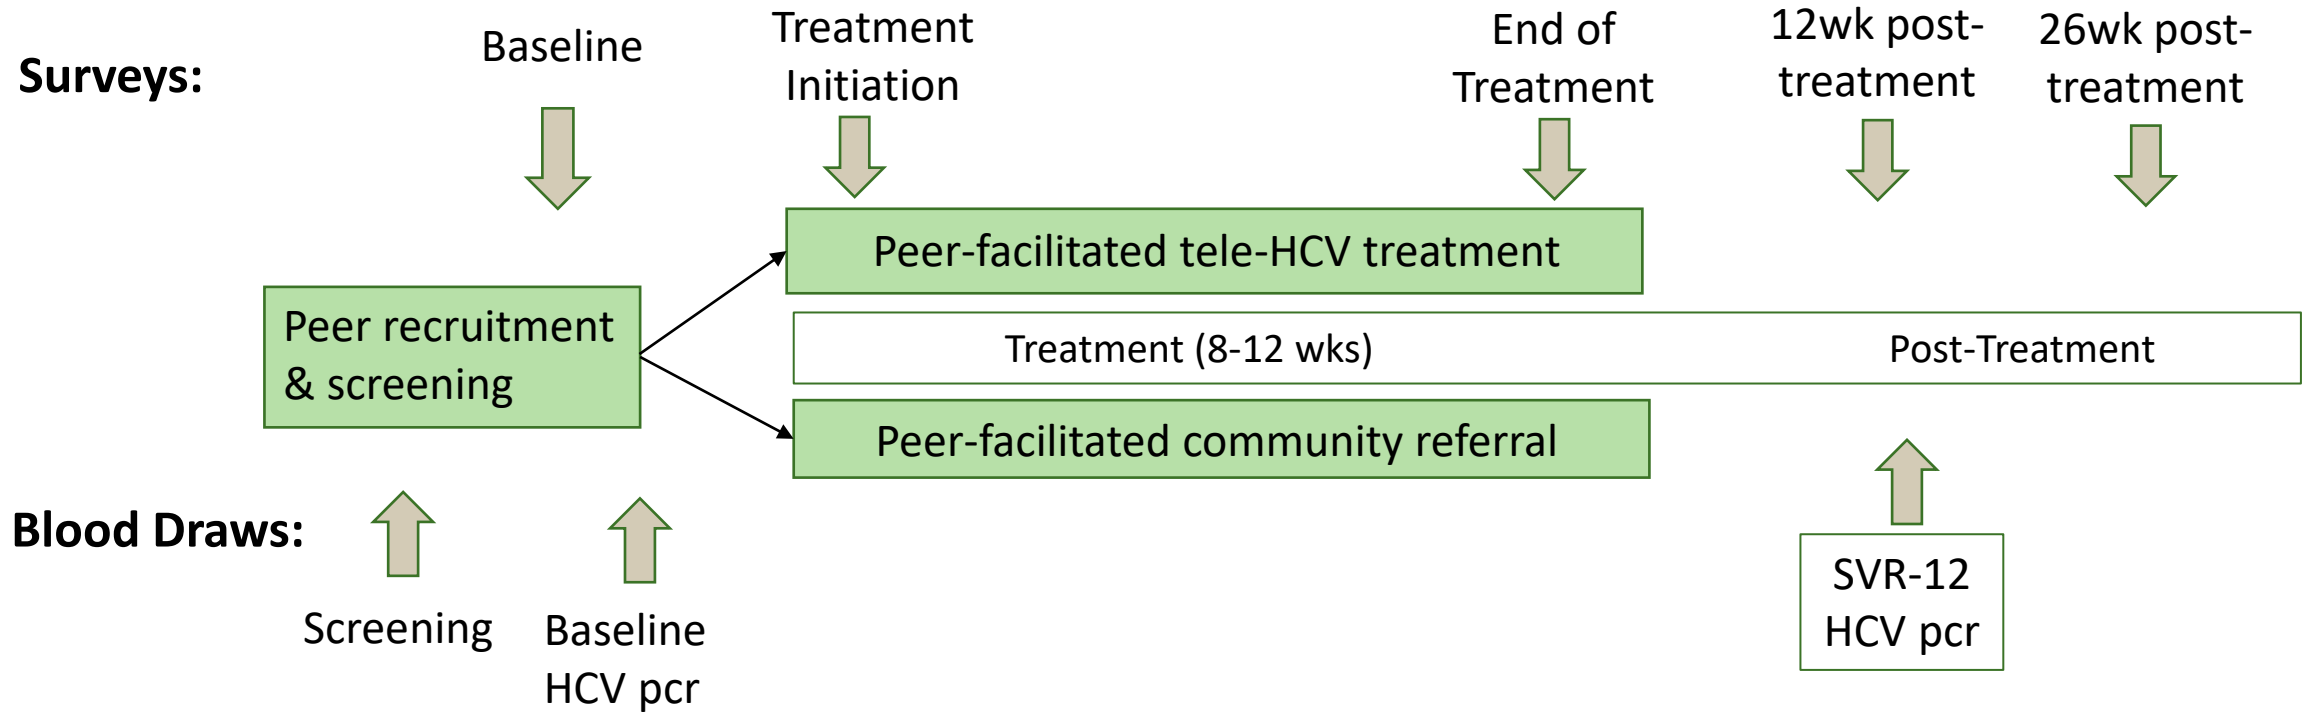 Surveys:
Baseline
Treatment
Initiation
End of
Treatment
12wk post-
treatment
26wk post-
treatment
Peer-facilitated tele-HCV treatment
Peer recruitment
& screening
Treatment (8-12 wks)
Post-Treatment
Peer-facilitated community referral
Blood Draws:
Screening
Baseline
HCV pcr
SVR-12
HCV pcr